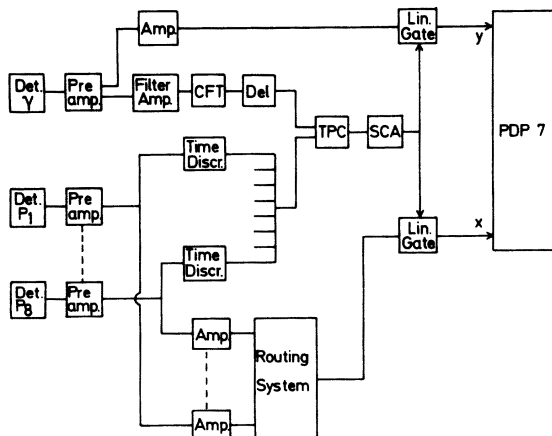 Amp.
Lin.
Gate
y
Det.
γ
Pre
amp.
Filter
Amp.
CFT
Del
TPC
SCA
PDP 7
Time
Discr.
Det.
P1
Pre
amp.
x
Lin.
Gate
Time
Discr.
Det.
P8
Pre
amp.
Amp.
Routing
System
Amp.